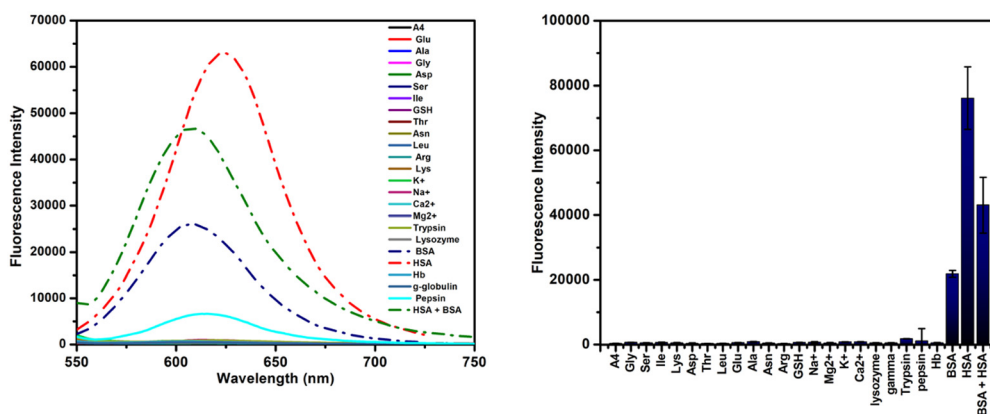 70000
60000
50000
40000
30000
20000
10000
0
Fluorescence Intensity
550
600
650
700
750
Wavelength (nm)
A4
Glu
Ala
Gly
Asp
Ser
Ile
GSH
Thr
Asn
Leu
Arg
Lys
K+
Na+
Ca2+
Mg2+
Trypsin
Lysozyme
BSA
HSA
Hb
g-globulin
Pepsin
HSA + BSA
100000
80000
60000
40000
20000
0
Fluorescence Intensity
A4
Gly
Ser
Ile
Lys
Asp
Thr
Leu
Glu
Ala
Asn
Arg
GSH
Na+
Mg2+
K+
Ca2+
lysozyme
gamma
Trypsin
pepsin
Hb
BSA
HSA
BSA + HSA